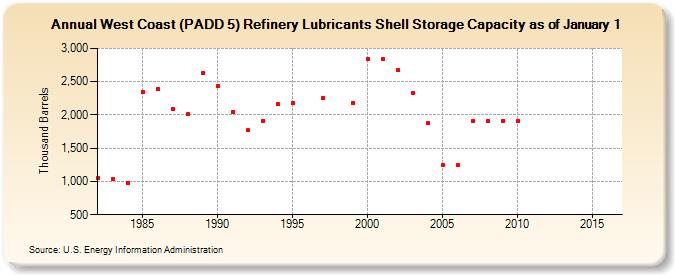 Annual West Coast (PADD 5) Refinery Lubricants Shell Storage Capacity as of January 1
Thousand Barrels
3,000
2,500
2,000
1,500
1,000
500
1985 1990 1995 2000 2005 2010 2015
Source: U.S. Energy Information Administration